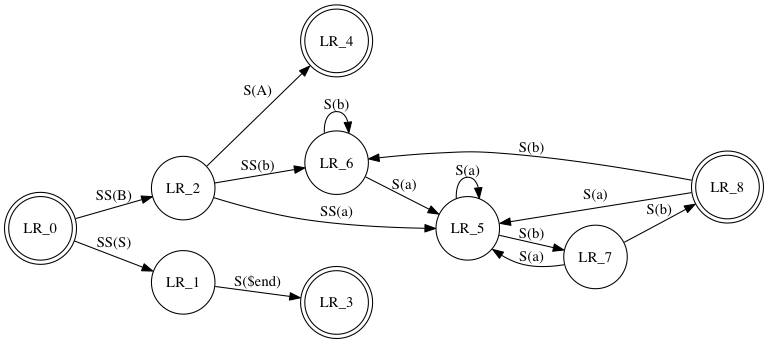 LR_4
S(A)
S(b)
SS(b)
LR_6
S(b)
S(a)
S(a)
LR_2
SS(B)
SS(a)
S(a)
LR_8
S(b)
LR_0
LR_5
S(b)
SS(S)
S(a)
LR_7
LR_1
S($end)
LR_3